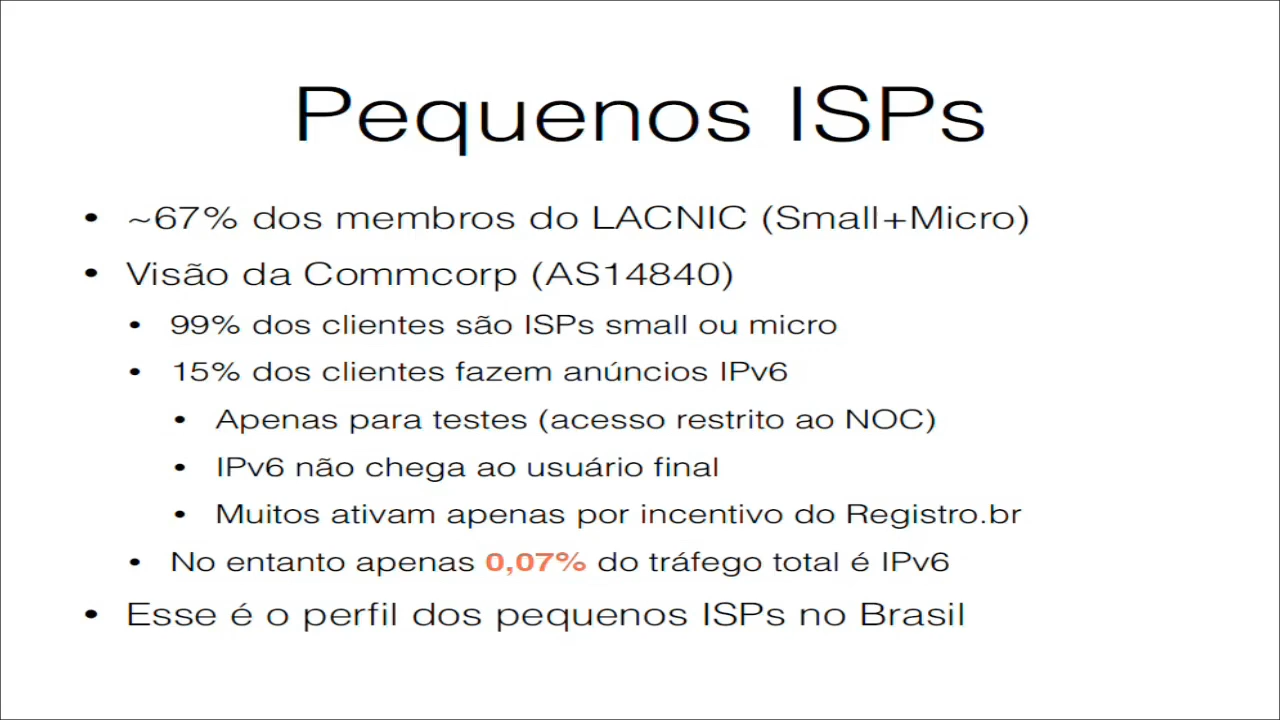 Pequenos ISPs
• ~67% dos membros do LACNIC (Small+Micro)
• Visão da Commcorp (AS14840)
• 99% dos clientes são ISPs small ou micro
• 15% dos clientes fazem anúncios IPv6
• Apenas para testes (acesso restrito ao NOC)
• IPv6 não chega ao usuário final
• Muitos ativam apenas por incentivo do Registro.br
• No entanto apenas 0,07% do tráfego total é IPv6
• Esse é o perfil dos pequenos ISPs no Brasil